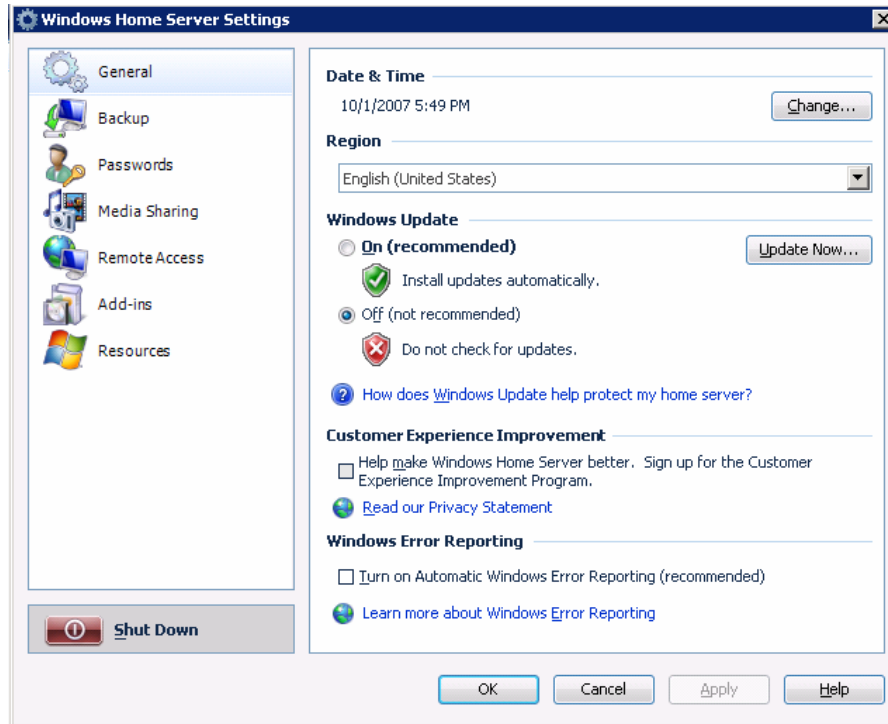 Windows Home Server Settings
General
Backup
Passwords
Media Sharing
Remote Access
Add-ins
Resources
Shut Down
Date & Time
10/1/2007 5:49 PM
Change...
Region
English (United States)
Windows Update
On (recommended)
Update Now...
Install updates automatically.
Off (not recommended)
Do not check for updates.
How does Windows Update help protect my home server?
Customer Experience Improvement
Help make Windows Home Server better. Sign up for the Customer
Experience Improvement Program.
Read our Privacy Statement
Windows Error Reporting
Turn on Automatic Windows Error Reporting (recommended)
Learn more about Windows Error Reporting
OK
Cancel
Apply
Help